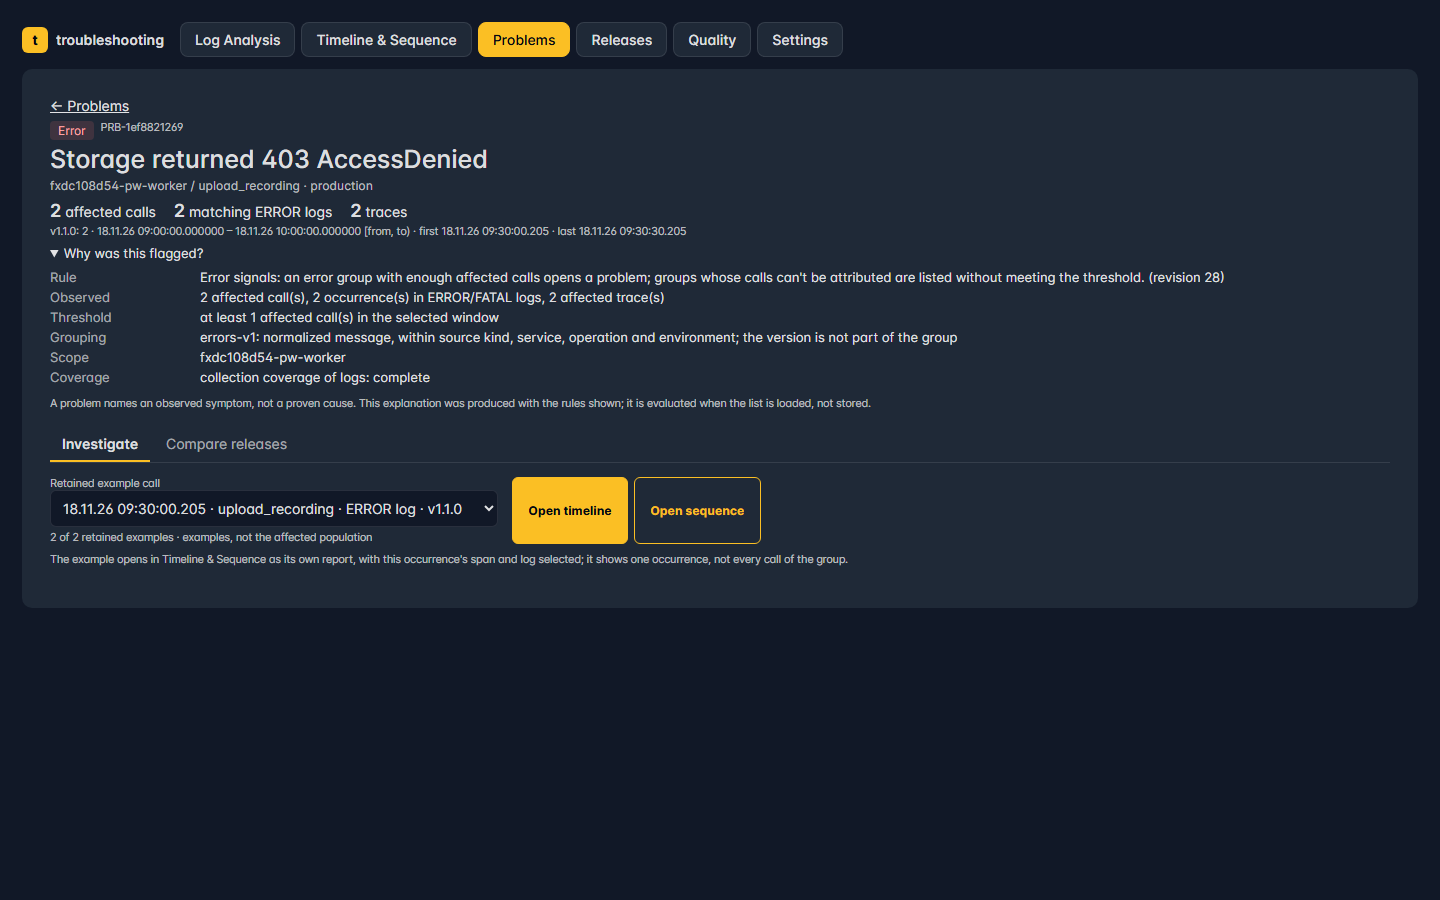 t troubleshooting Log Analysis Timeline & Sequence Problems Releases Quality Settings
← Problems
Error PRB-1ef8821269
Storage returned 403 AccessDenied
fxdc108d54-pw-worker / upload_recording · production
2 affected calls 2 matching ERROR logs 2 traces
v1.1.0: 2 · 18.11.26 09:00:00.000000 – 18.11.26 10:00:00.000000 [from, to) · first 18.11.26 09:30:00.205 · last 18.11.26 09:30:30.205
▼ Why was this flagged?
Rule Error signals: an error group with enough affected calls opens a problem; groups whose calls can't be attributed are listed without meeting the threshold. (revision 28)
Observed 2 affected call(s), 2 occurrence(s) in ERROR/FATAL logs, 2 affected trace(s)
Threshold at least 1 affected call(s) in the selected window
Grouping errors-v1: normalized message, within source kind, service, operation and environment; the version is not part of the group
Scope fxdc108d54-pw-worker
Coverage collection coverage of logs: complete
A problem names an observed symptom, not a proven cause. This explanation was produced with the rules shown; it is evaluated when the list is loaded, not stored.
Investigate Compare releases
Retained example call
18.11.26 09:30:00.205 · upload_recording · ERROR log · v1.1.0 Open timeline Open sequence
2 of 2 retained examples · examples, not the affected population
The example opens in Timeline & Sequence as its own report, with this occurrence's span and log selected; it shows one occurrence, not every call of the group.